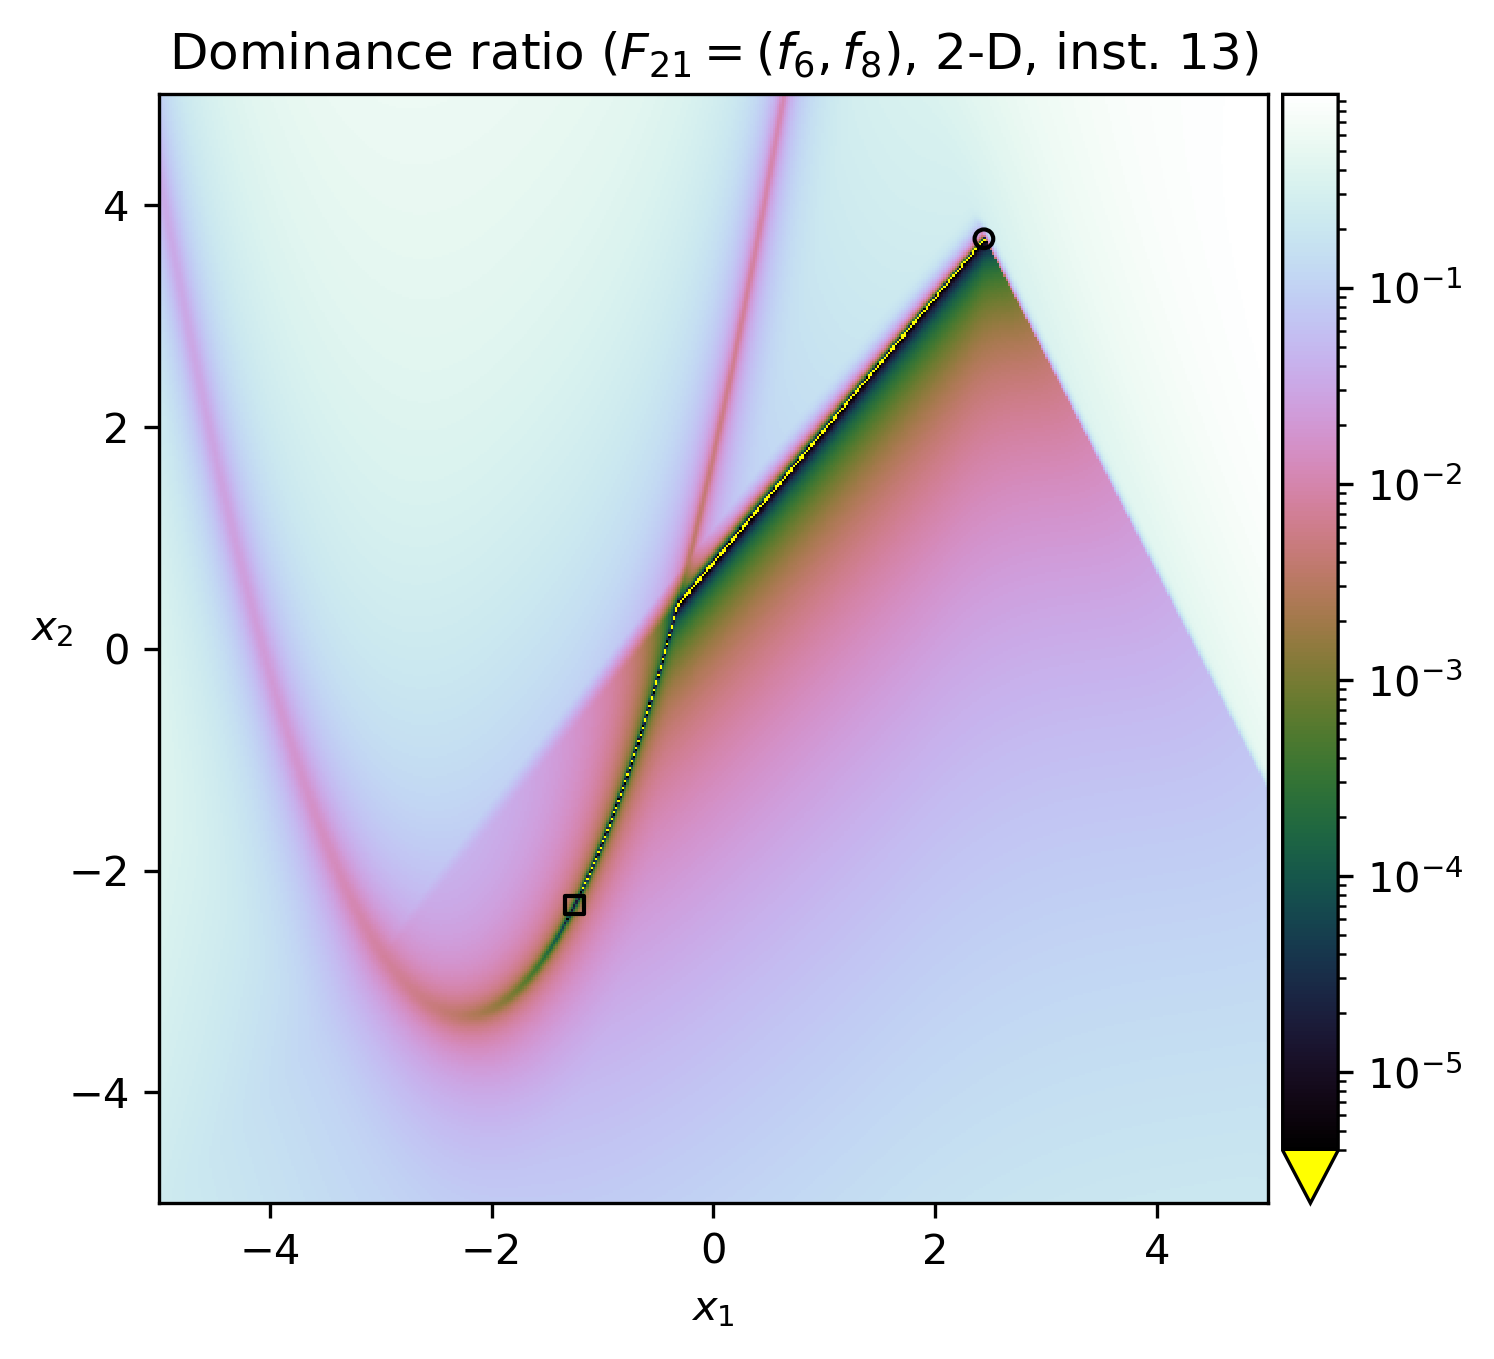 Dominance ratio (F₂₁ = (f₆, f₈), 2-D, inst. 13)
4
2
0
−2
−4
x₂
−4 −2 0 2 4
x₁
10⁻¹
10⁻²
10⁻³
10⁻⁴
10⁻⁵